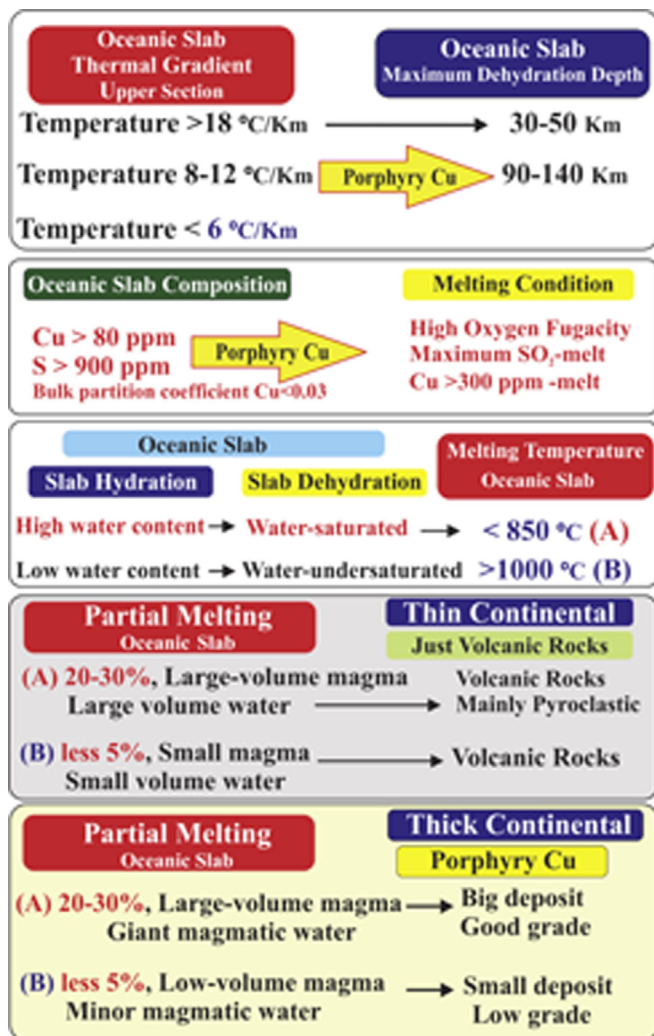 Oceanic Slab
Thermal Gradient
Upper Section
Oceanic Slab
Maximum Dehydration Depth
Temperature >18 °C/Km
30-50 Km
Temperature 8-12 °C/Km
Porphyry Cu
90-140 Km
Temperature < 6 °C/Km
Oceanic Slab Composition
Melting Condition
Cu > 80 ppm
S > 900 ppm
Bulk partition coefficient Cu<0.03
Porphyry Cu
High Oxygen Fugacity
Maximum SO₂-melt
Cu >300 ppm -melt
Oceanic Slab
Slab Hydration
Slab Dehydration
Melting Temperature
Oceanic Slab
High water content
Water-saturated
< 850 °C (A)
Low water content
Water-undersaturated
>1000 °C (B)
Partial Melting
Oceanic Slab
Thin Continental
Just Volcanic Rocks
(A) 20-30%, Large-volume magma
Large volume water
Volcanic Rocks
Mainly Pyroclastic
(B) less 5%, Small magma
Small volume water
Volcanic Rocks
Partial Melting
Oceanic Slab
Thick Continental
Porphyry Cu
(A) 20-30%, Large-volume magma
Giant magmatic water
Big deposit
Good grade
(B) less 5%, Low-volume magma
Minor magmatic water
Small deposit
Low grade